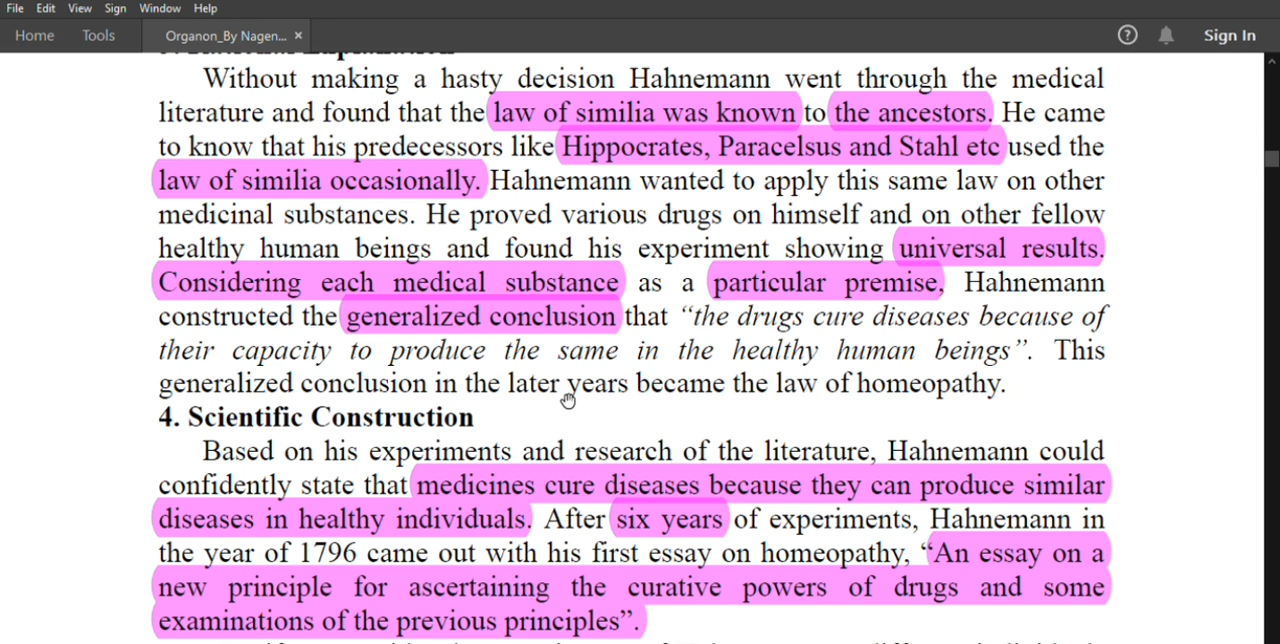 File Edit View Sign Window Help
Home Tools Organon_By Nagen... × ? Sign In
Without making a hasty decision Hahnemann went through the medical
literature and found that the law of similia was known to the ancestors. He came
to know that his predecessors like Hippocrates, Paracelsus and Stahl etc used the
law of similia occasionally. Hahnemann wanted to apply this same law on other
medicinal substances. He proved various drugs on himself and on other fellow
healthy human beings and found his experiment showing universal results.
Considering each medical substance as a particular premise, Hahnemann
constructed the generalized conclusion that “the drugs cure diseases because of
their capacity to produce the same in the healthy human beings”. This
generalized conclusion in the later years became the law of homeopathy.
4. Scientific Construction
Based on his experiments and research of the literature, Hahnemann could
confidently state that medicines cure diseases because they can produce similar
diseases in healthy individuals. After six years of experiments, Hahnemann in
the year of 1796 came out with his first essay on homeopathy, “An essay on a
new principle for ascertaining the curative powers of drugs and some
examinations of the previous principles”.